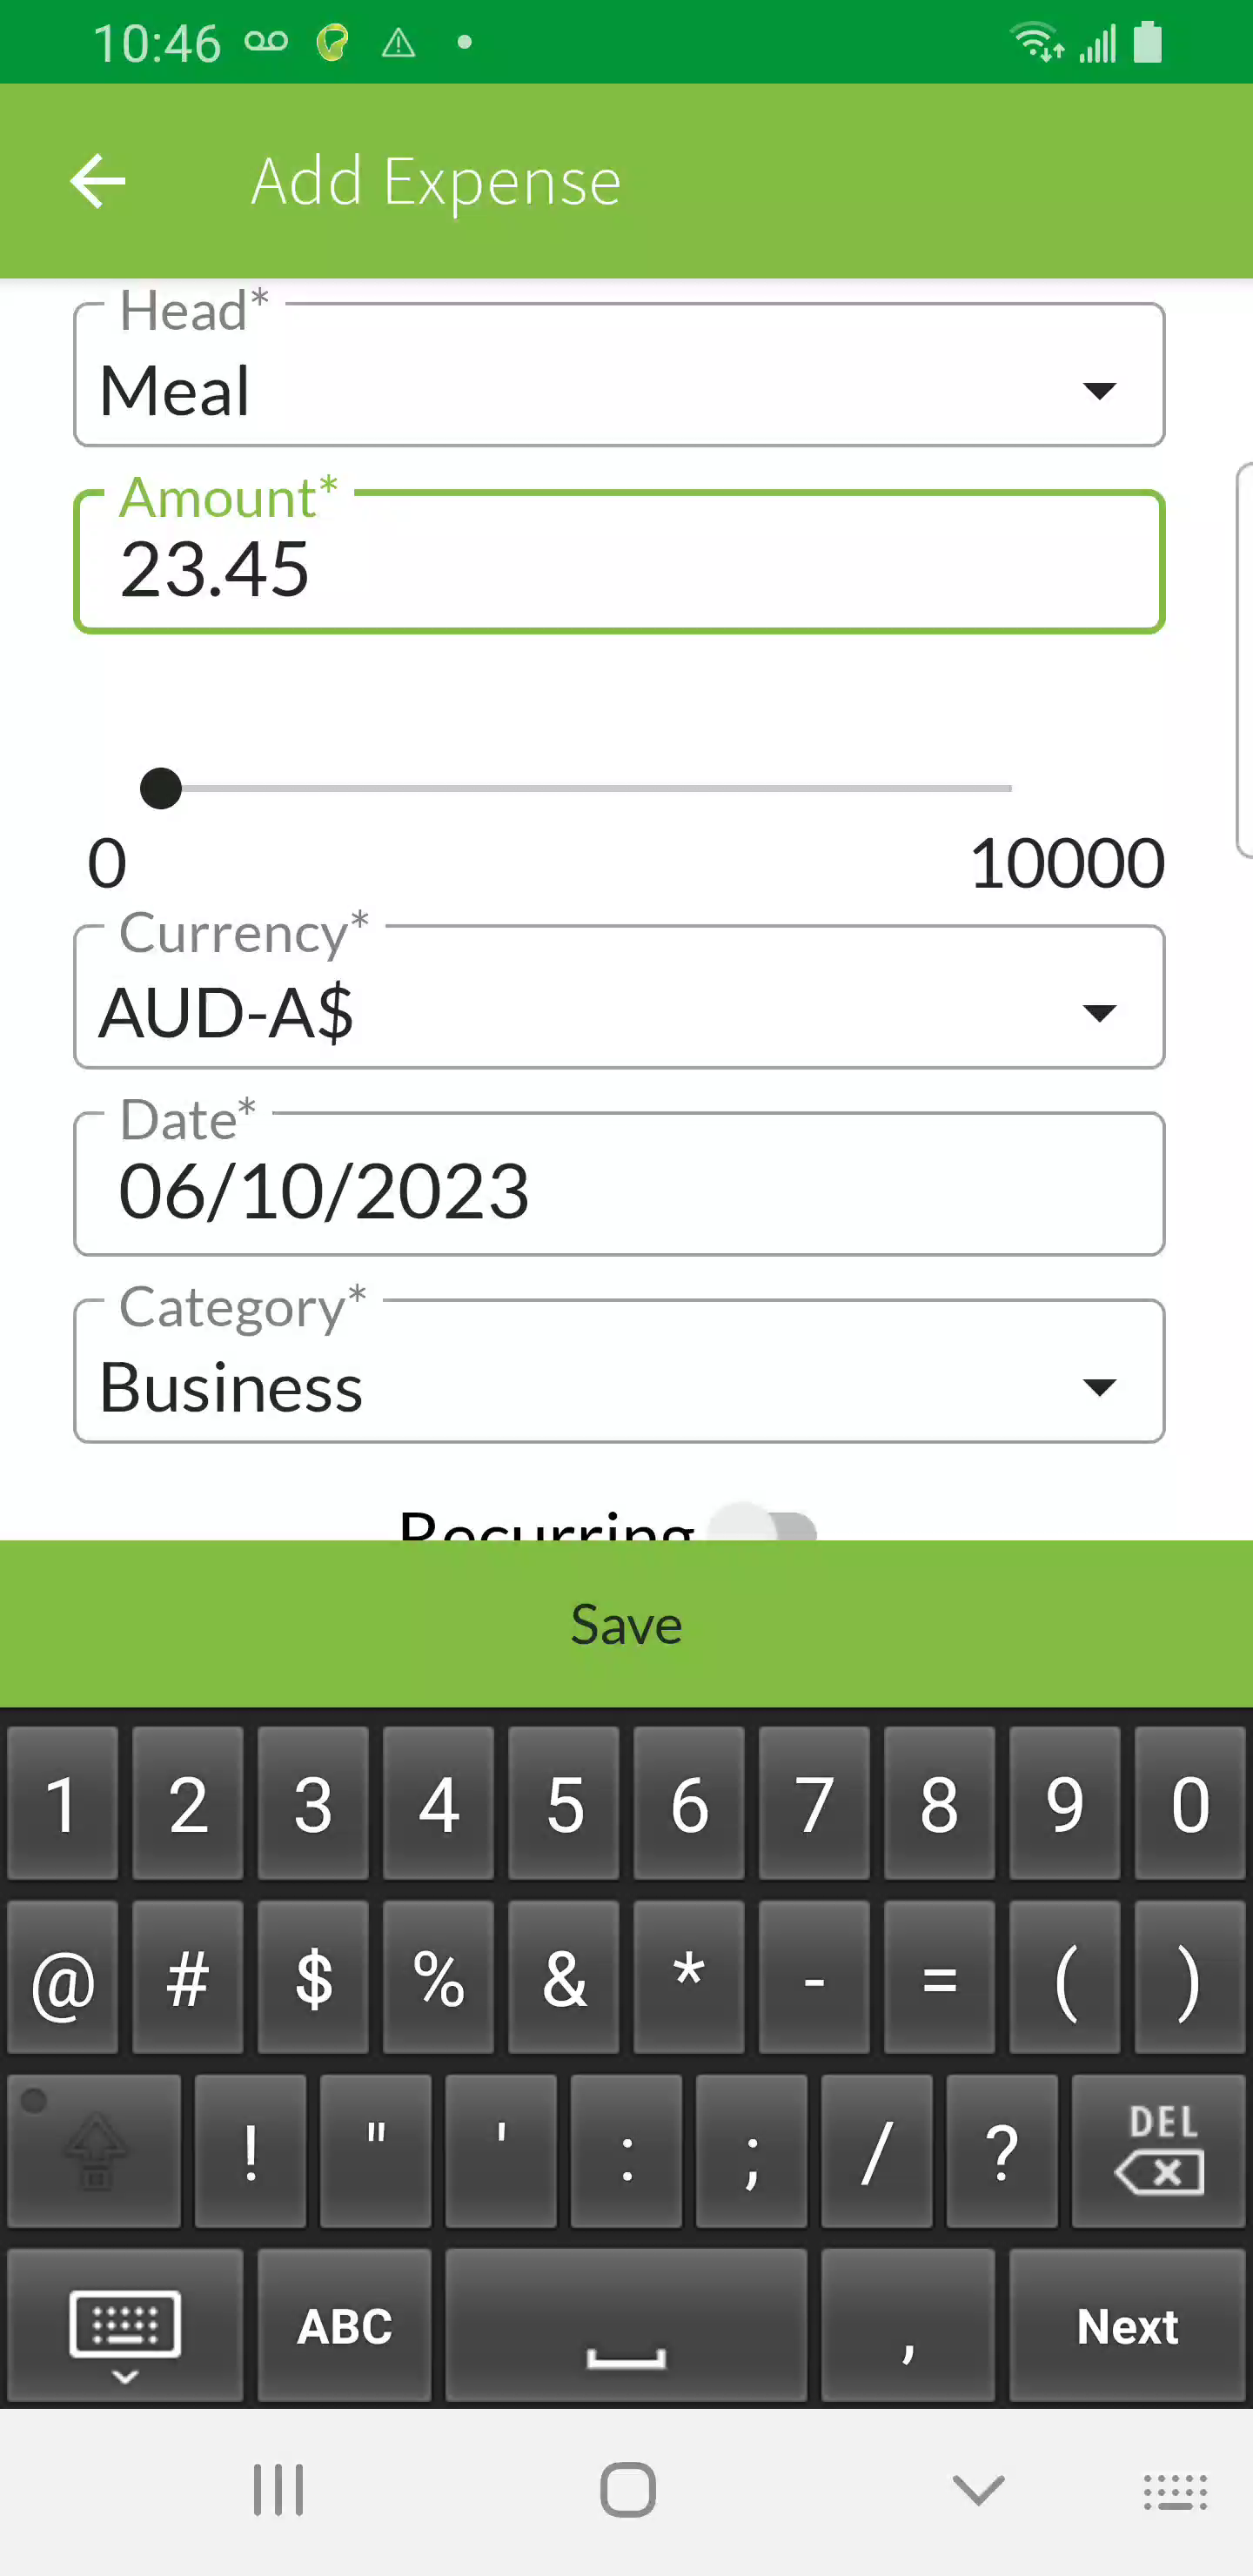 10:46
Add Expense
Head*
Meal
Amount*
23.45
0 10000
Currency*
AUD-A$
Date*
06/10/2023
Category*
Business
Recurring
Save
1 2 3 4 5 6 7 8 9 0
@ # $ % & * - = ( )
! " ' : ; / ? DEL
ABC , Next